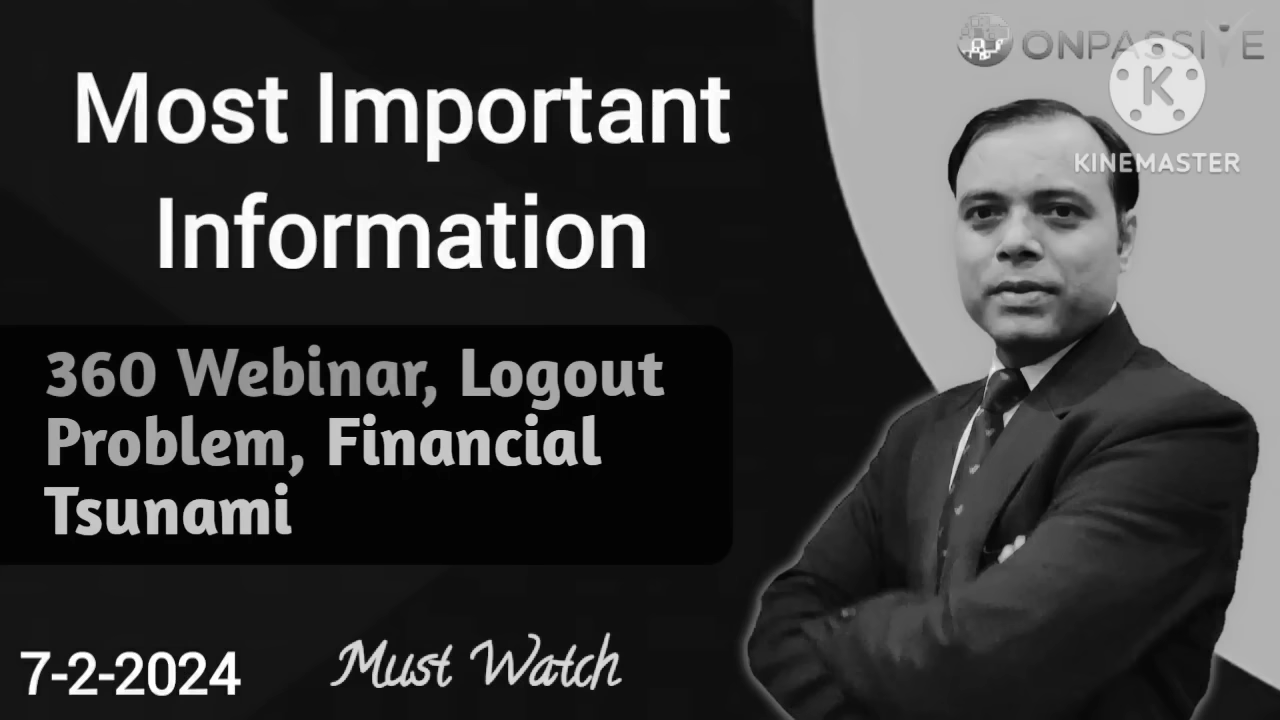 ONPASSIVE
K
KINEMASTER
Most Important
Information
360 Webinar, Logout
Problem, Financial
Tsunami
7-2-2024
Must Watch